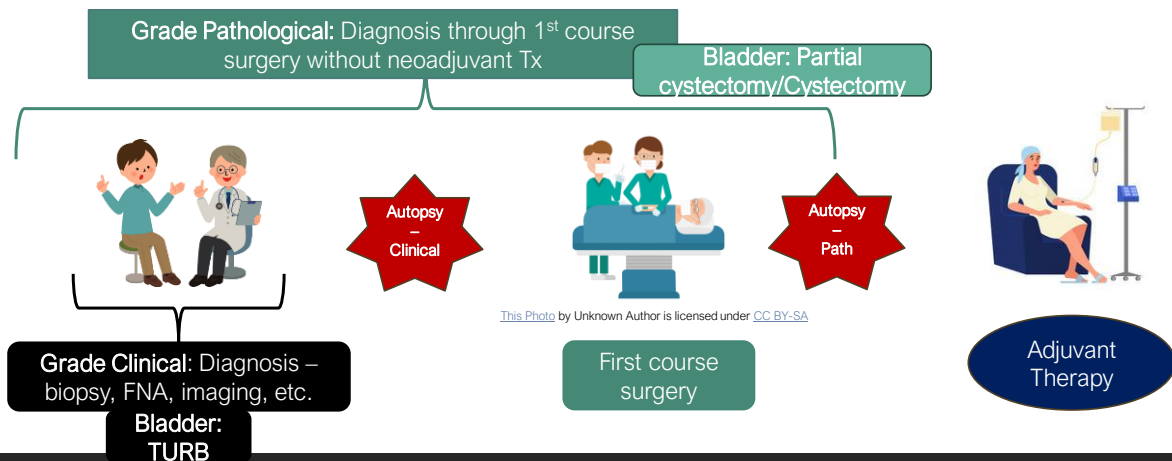 Grade Pathological: Diagnosis through 1st course
surgery without neoadjuvant Tx
Bladder: Partial
cystectomy/Cystectomy
Autopsy
–
Clinical
Autopsy
–
Path
This Photo by Unknown Author is licensed under CC BY-SA
Grade Clinical: Diagnosis –
biopsy, FNA, imaging, etc.
Bladder:
TURB
First course
surgery
Adjuvant
Therapy